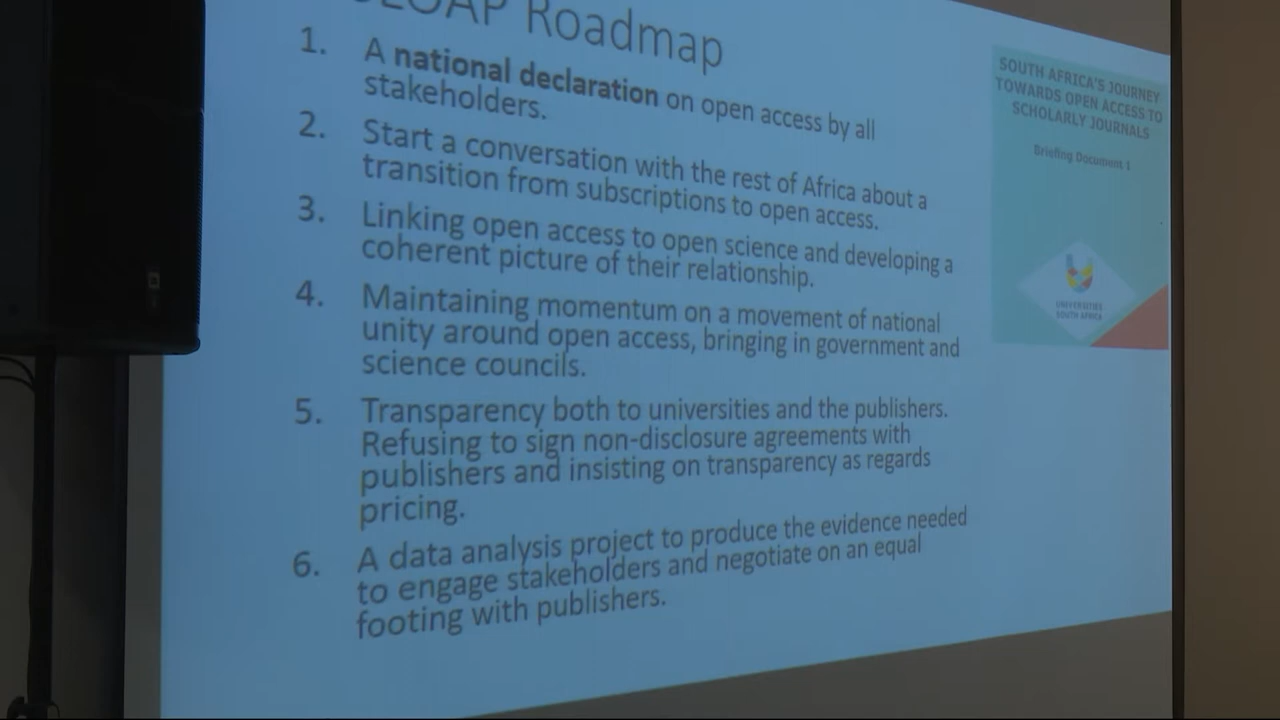 Roadmap
1. A national declaration on open access by all
stakeholders.
2. Start a conversation with the rest of Africa about a
transition from subscriptions to open access.
3. Linking open access to open science and developing a
coherent picture of their relationship.
4. Maintaining momentum on a movement of national
unity around open access, bringing in government and
science councils.
5. Transparency both to universities and the publishers.
Refusing to sign non-disclosure agreements with
publishers and insisting on transparency as regards
pricing.
6. A data analysis project to produce the evidence needed
to engage stakeholders and negotiate on an equal
footing with publishers.
SOUTH AFRICA'S JOURNEY
TOWARDS OPEN ACCESS TO
SCHOLARLY JOURNALS
Briefing Document 1
UNIVERSITIES
SOUTH AFRICA